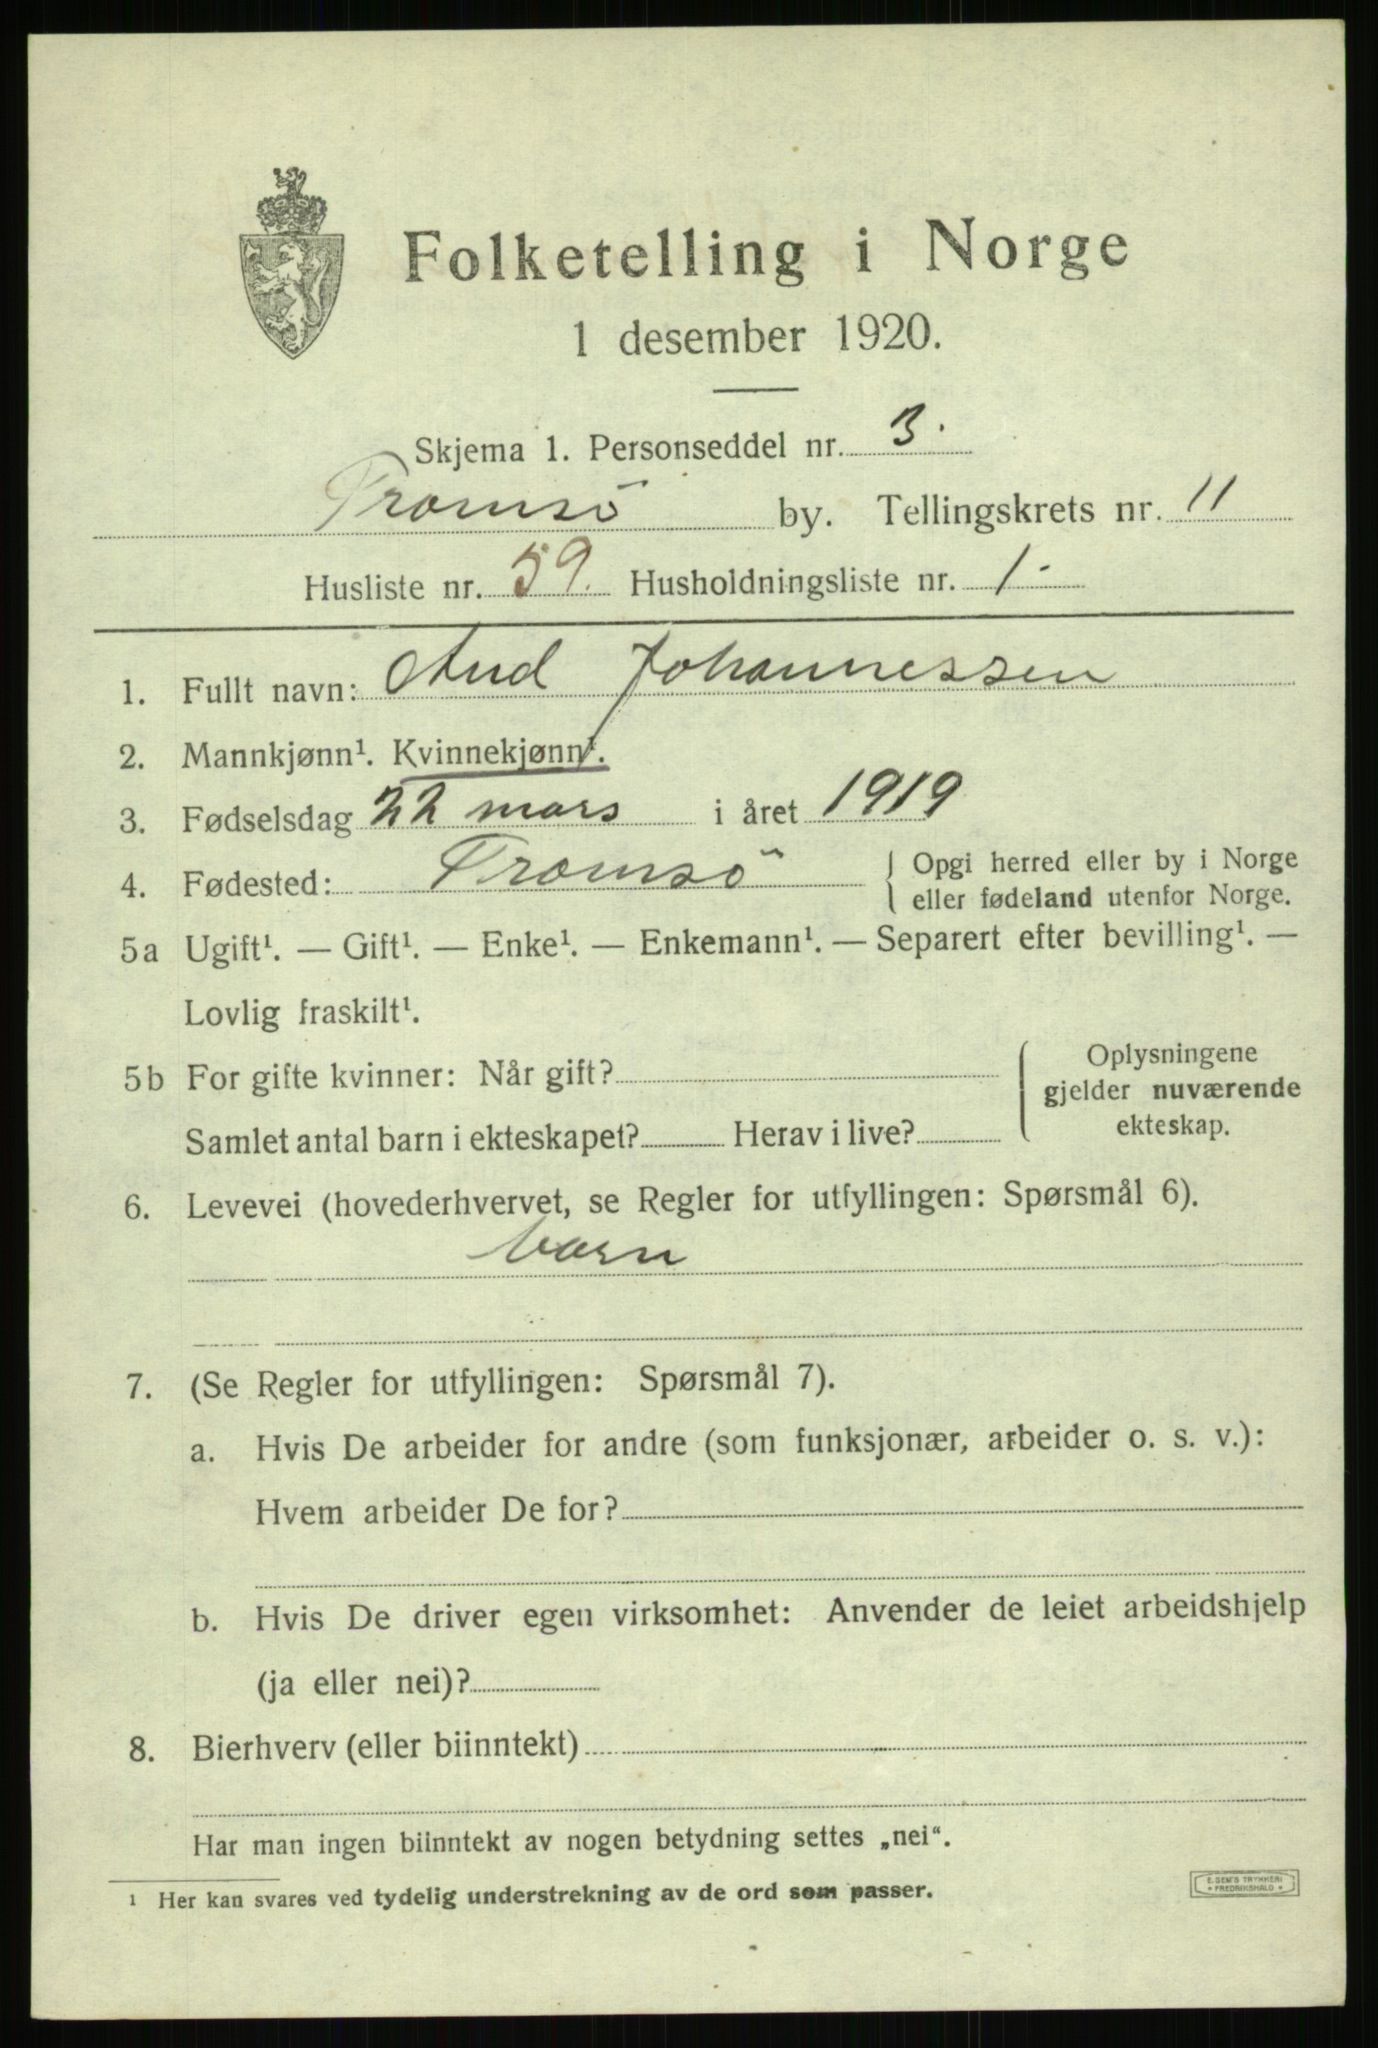 Folketelling i Norge
1 desember 1920.
Skjema 1. Personseddel nr. 3.
Tromsö by. Tellingskrets nr. 11
Husliste nr. 59. Husholdningsliste nr. 1.
1. Fullt navn: Aud Johannessen
2. Mannkjønn¹. Kvinnekjønn¹.
3. Fødselsdag 22 mars i året 1919
4. Fødested: Tromsö { Opgi herred eller by i Norge
eller fødeland utenfor Norge.
5a Ugift¹. — Gift¹. — Enke¹. — Enkemann¹. — Separert efter bevilling¹. —
Lovlig fraskilt¹.
5b For gifte kvinner: Når gift?
Samlet antal barn i ekteskapet? Herav i live?
Oplysningene
gjelder nuværende
ekteskap.
6. Levevei (hovederhvervet, se Regler for utfyllingen: Spørsmål 6).
barn
7. (Se Regler for utfyllingen: Spørsmål 7).
a. Hvis De arbeider for andre (som funksjonær, arbeider o. s. v.):
Hvem arbeider De for?
b. Hvis De driver egen virksomhet: Anvender de leiet arbeidshjelp
(ja eller nei)?
8. Bierhverv (eller biinntekt)
Har man ingen biinntekt av nogen betydning settes „nei“.
1 Her kan svares ved tydelig understrekning av de ord som passer.
E. SEM'S TRYKKERI
• FREDRIKSHALD •